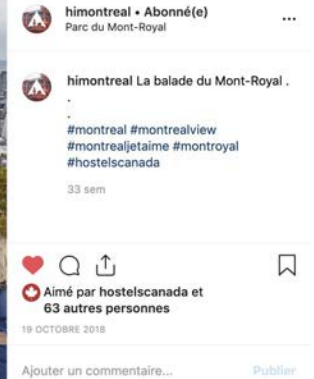 himontreal • Abonné(e)
Parc du Mont-Royal
himontreal La balade du Mont-Royal .
.
.
#montreal #montrealview
#montrealjetaime #montroyal
#hostelscanada
33 sem
Aimé par hostelscanada et
63 autres personnes
19 OCTOBRE 2018
Ajouter un commentaire... Publier